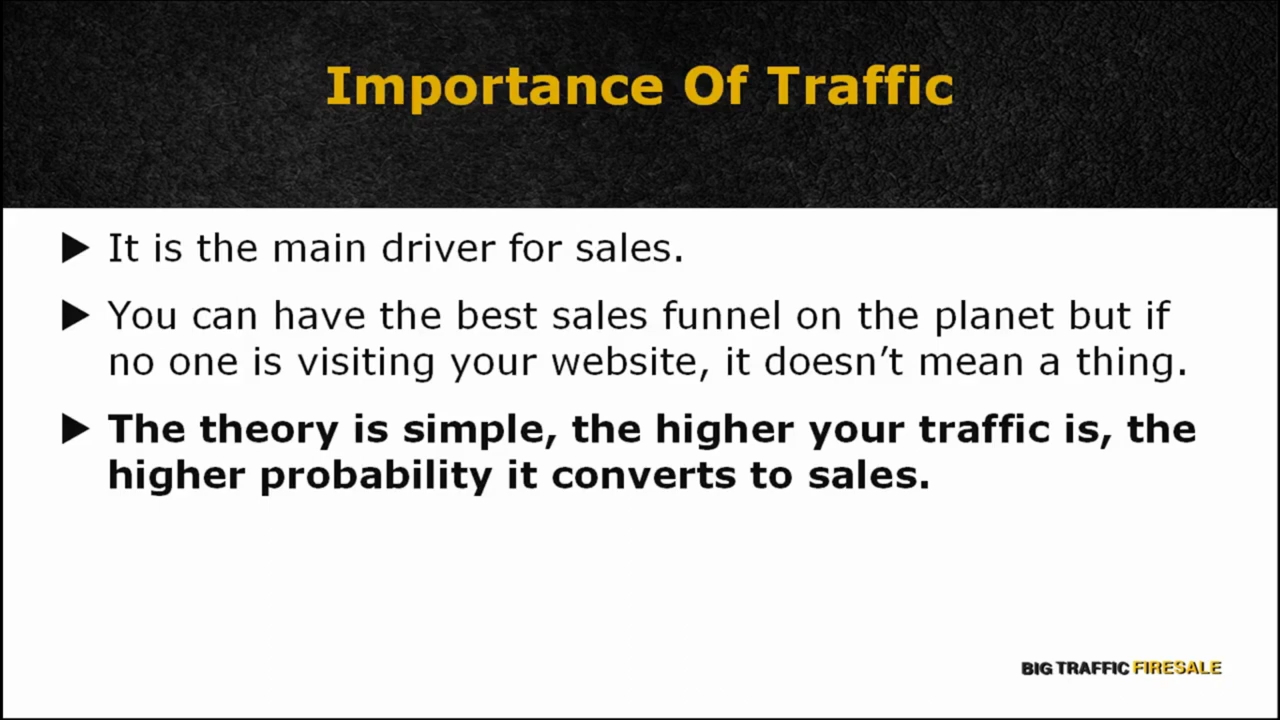 Importance Of Traffic
▶ It is the main driver for sales.
▶ You can have the best sales funnel on the planet but if
no one is visiting your website, it doesn’t mean a thing.
▶ The theory is simple, the higher your traffic is, the
higher probability it converts to sales.
BIG TRAFFIC FIRESALE